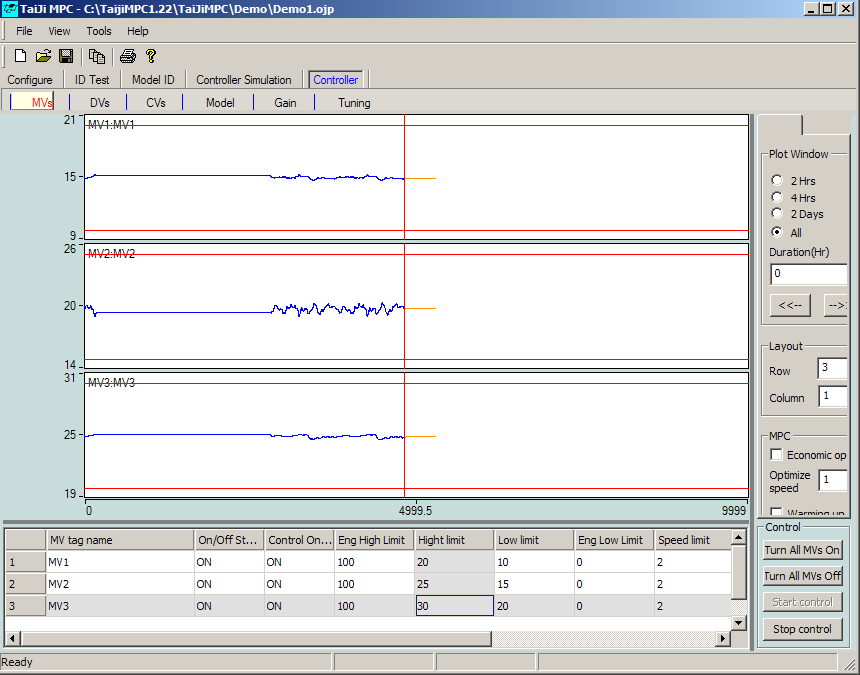 TaiJi MPC - C:\TaijiMPC1.22\TaiJiMPC\Demo\Demo1.ojp
File View Tools Help
Configure ID Test Model ID Controller Simulation Controller
MVs DVs CVs Model Gain Tuning
21 MV1:MV1
15
9
26 MV2:MV2
20
14
31 MV3:MV3
25
19
0 4999.5 9999
Plot Window
2 Hrs
4 Hrs
2 Days
All
Duration(Hr)
0
<<-- -->>
Layout
Row 3
Column 1
MPC
Economic op
Optimize speed 1
Warming up
MV tag name On/Off St... Control On... Eng High Limit Hight limit Low limit Eng Low Limit Speed limit
1 MV1 ON ON 100 20 10 0 2
2 MV2 ON ON 100 25 15 0 2
3 MV3 ON ON 100 30 20 0 2
Control
Turn All MVs On
Turn All MVs Off
Start control
Stop control
Ready